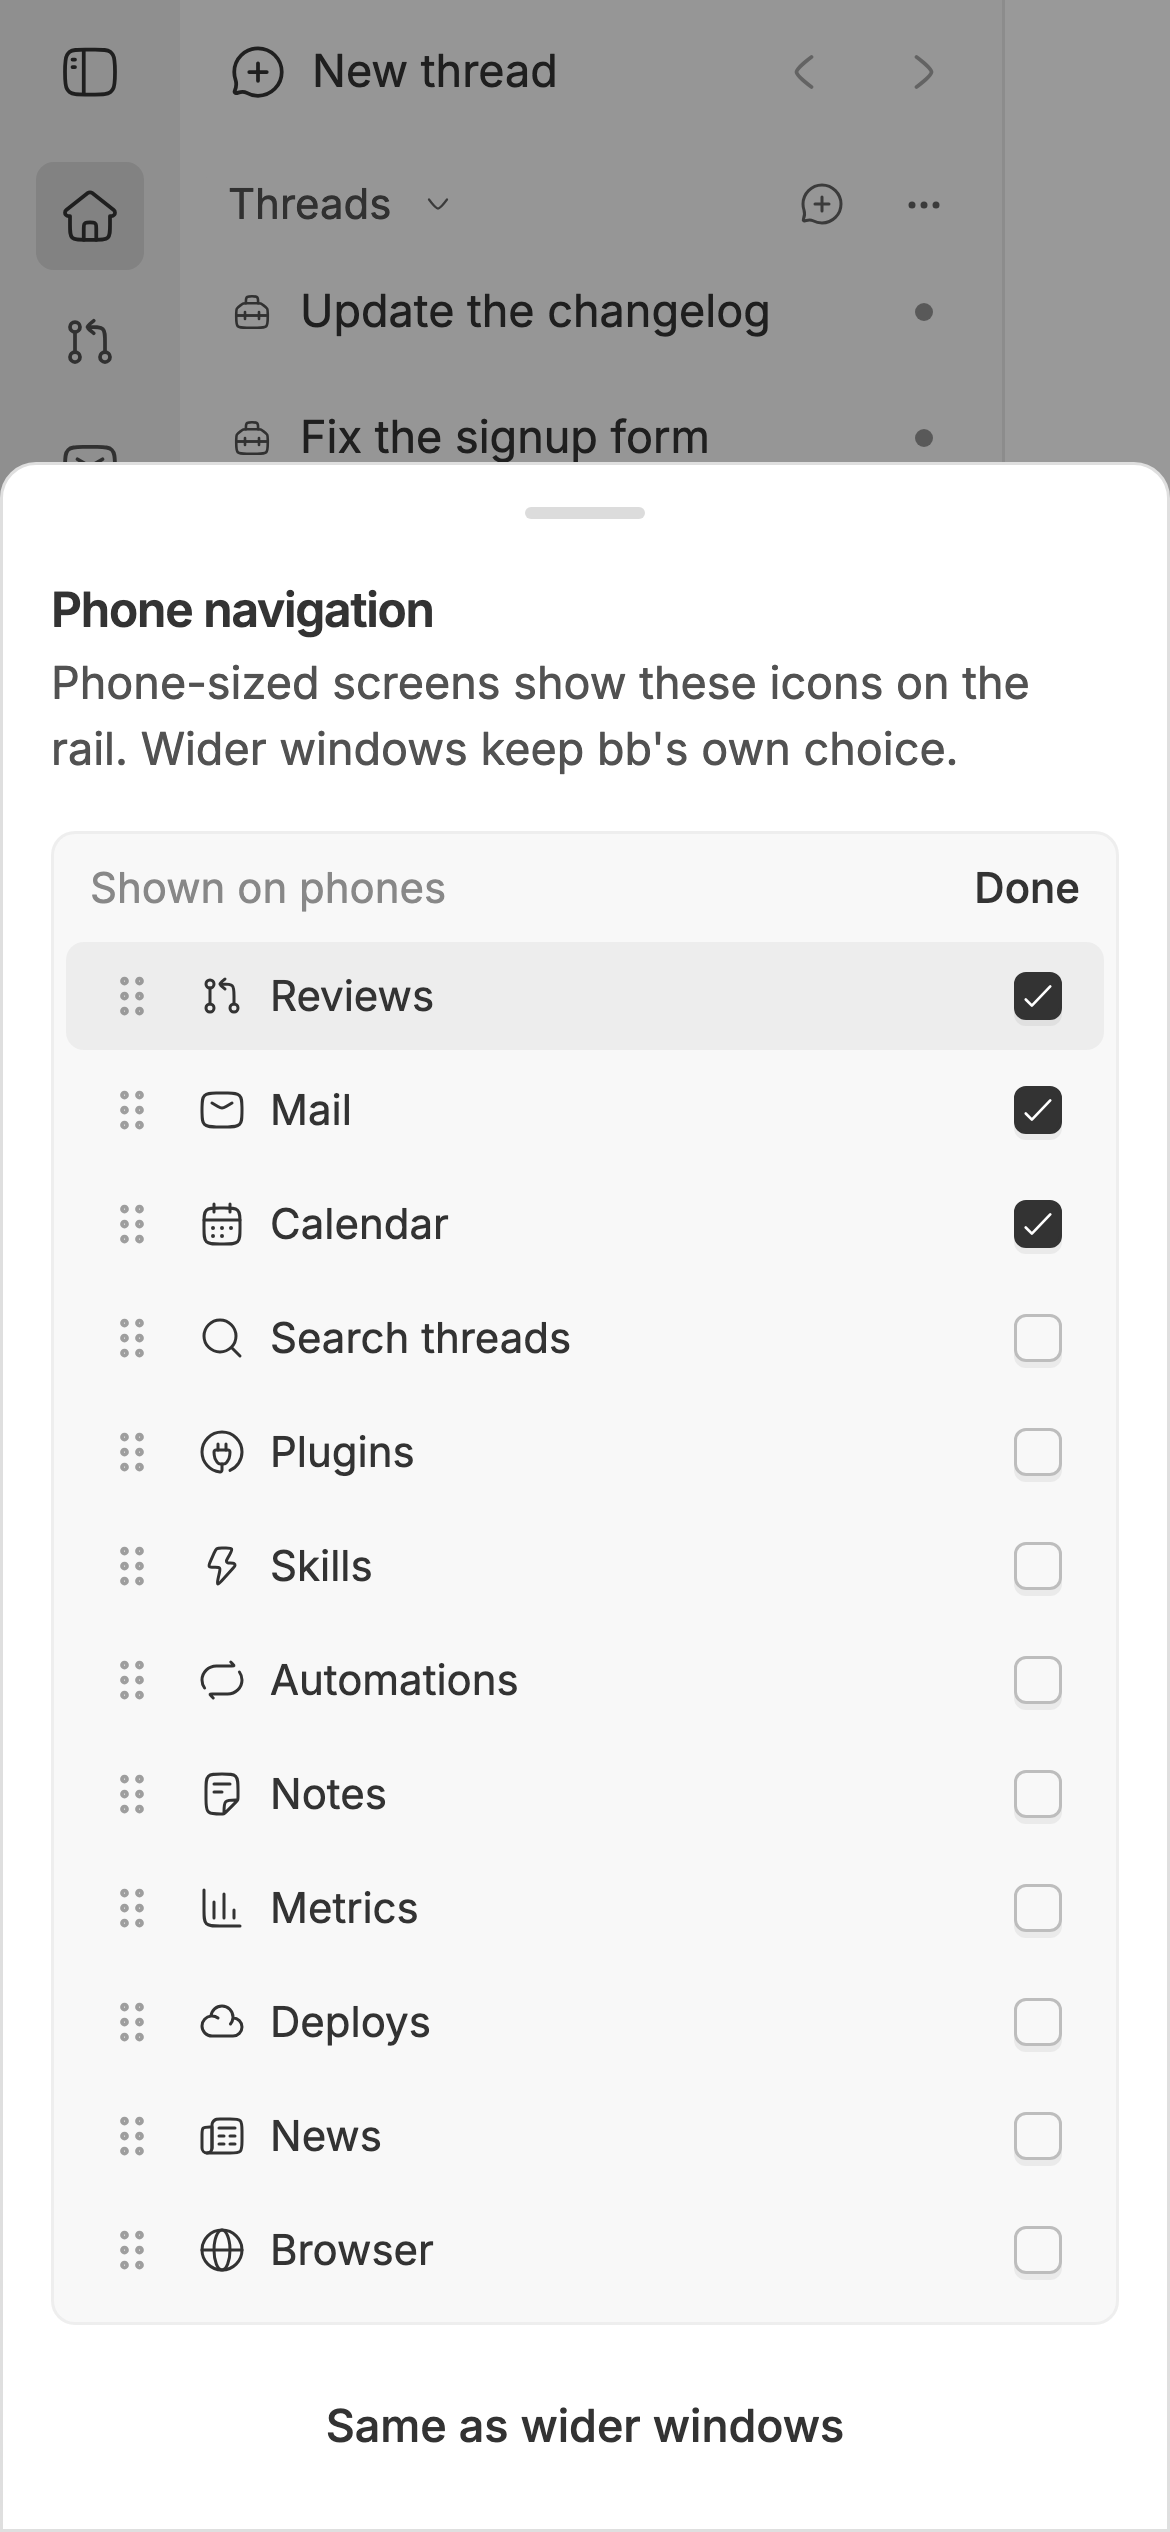 New thread
Threads
Update the changelog
Fix the signup form
Phone navigation
Phone-sized screens show these icons on the
rail. Wider windows keep bb's own choice.
Shown on phones Done
Reviews
Mail
Calendar
Search threads
Plugins
Skills
Automations
Notes
Metrics
Deploys
News
Browser
Same as wider windows